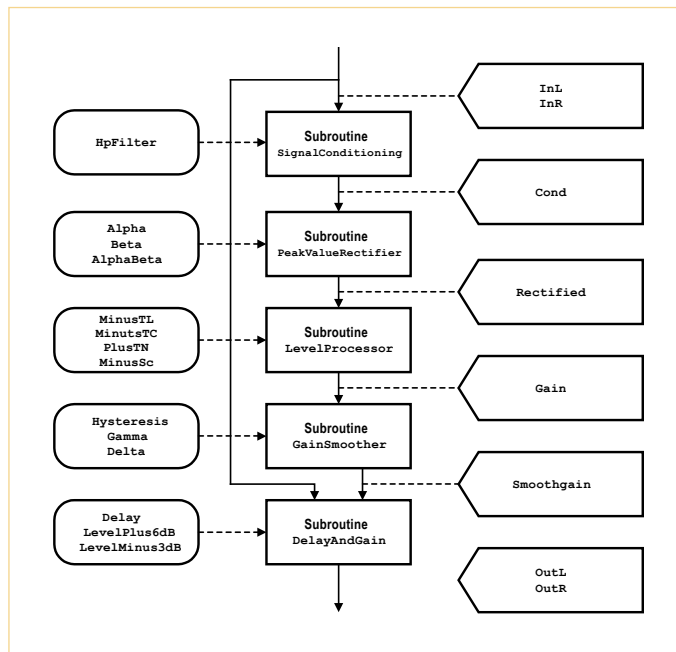 InL
InR
HpFilter
Subroutine
SignalConditioning
Cond
Alpha
Beta
AlphaBeta
Subroutine
PeakValueRectifier
Rectified
MinusTL
MinutsTC
PlusTN
MinusSc
Subroutine
LevelProcessor
Gain
Hysteresis
Gamma
Delta
Subroutine
GainSmoother
Smoothgain
Delay
LevelPlus6dB
LevelMinus3dB
Subroutine
DelayAndGain
OutL
OutR